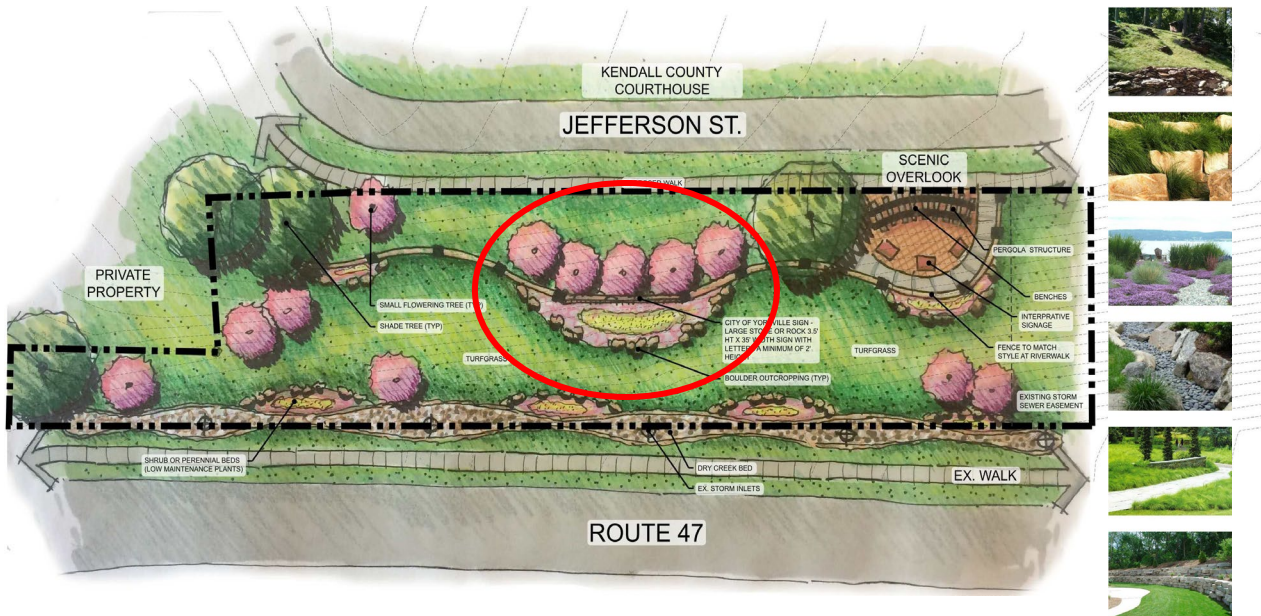 KENDALL COUNTY
COURTHOUSE
JEFFERSON ST.
WALK
SCENIC
OVERLOOK
PRIVATE
PROPERTY
PERGOLA STRUCTURE
BENCHES
INTERPRATIVE
SIGNAGE
FENCE TO MATCH
STYLE AT RIVERWALK
SMALL FLOWERING TREE (TYP)
SHADE TREE (TYP)
CITY OF YORKVILLE SIGN -
LARGE STONE OR ROCK 3.5'
HT X 35' WIDTH SIGN WITH
LETTERS A MINIMUM OF 2'
HEIGHT
TURFGRASS
TURFGRASS
BOULDER OUTCROPPING (TYP)
EXISTING STORM
SEWER EASEMENT
SHRUB OR PERENNIAL BEDS
(LOW MAINTENANCE PLANTS)
DRY CREEK BED
EX. STORM INLETS
EX. WALK
ROUTE 47